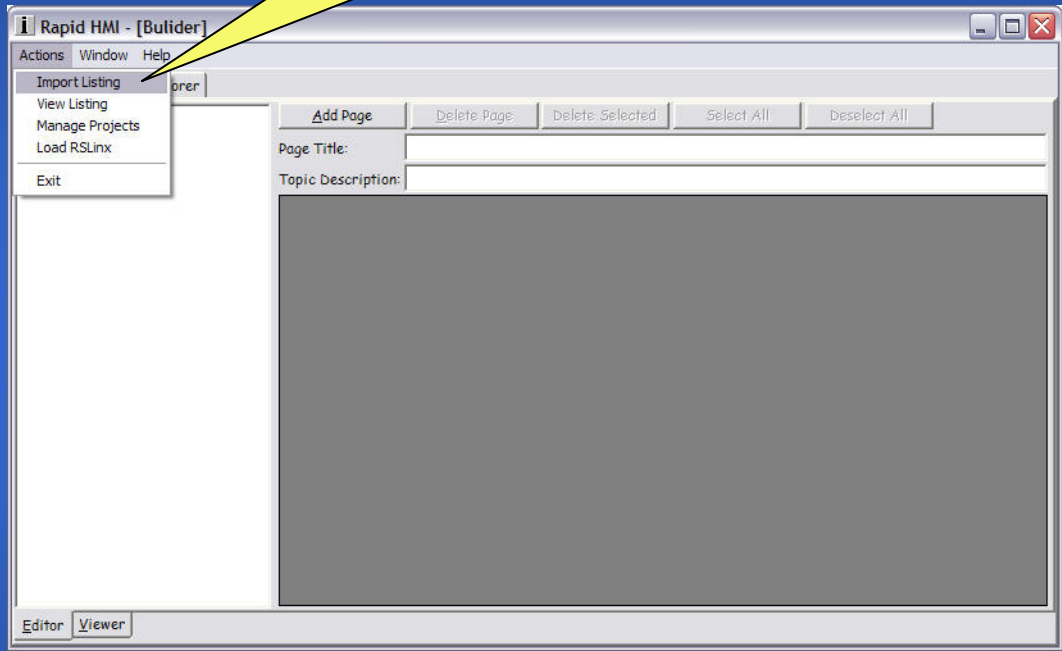 Rapid HMI - [Bulider]
Actions Window Help
Import Listing
orer
View Listing
Manage Projects
Load RSLinx
Exit
Add Page Delete Page Delete Selected Select All Deselect All
Page Title:
Topic Description:
Editor Viewer